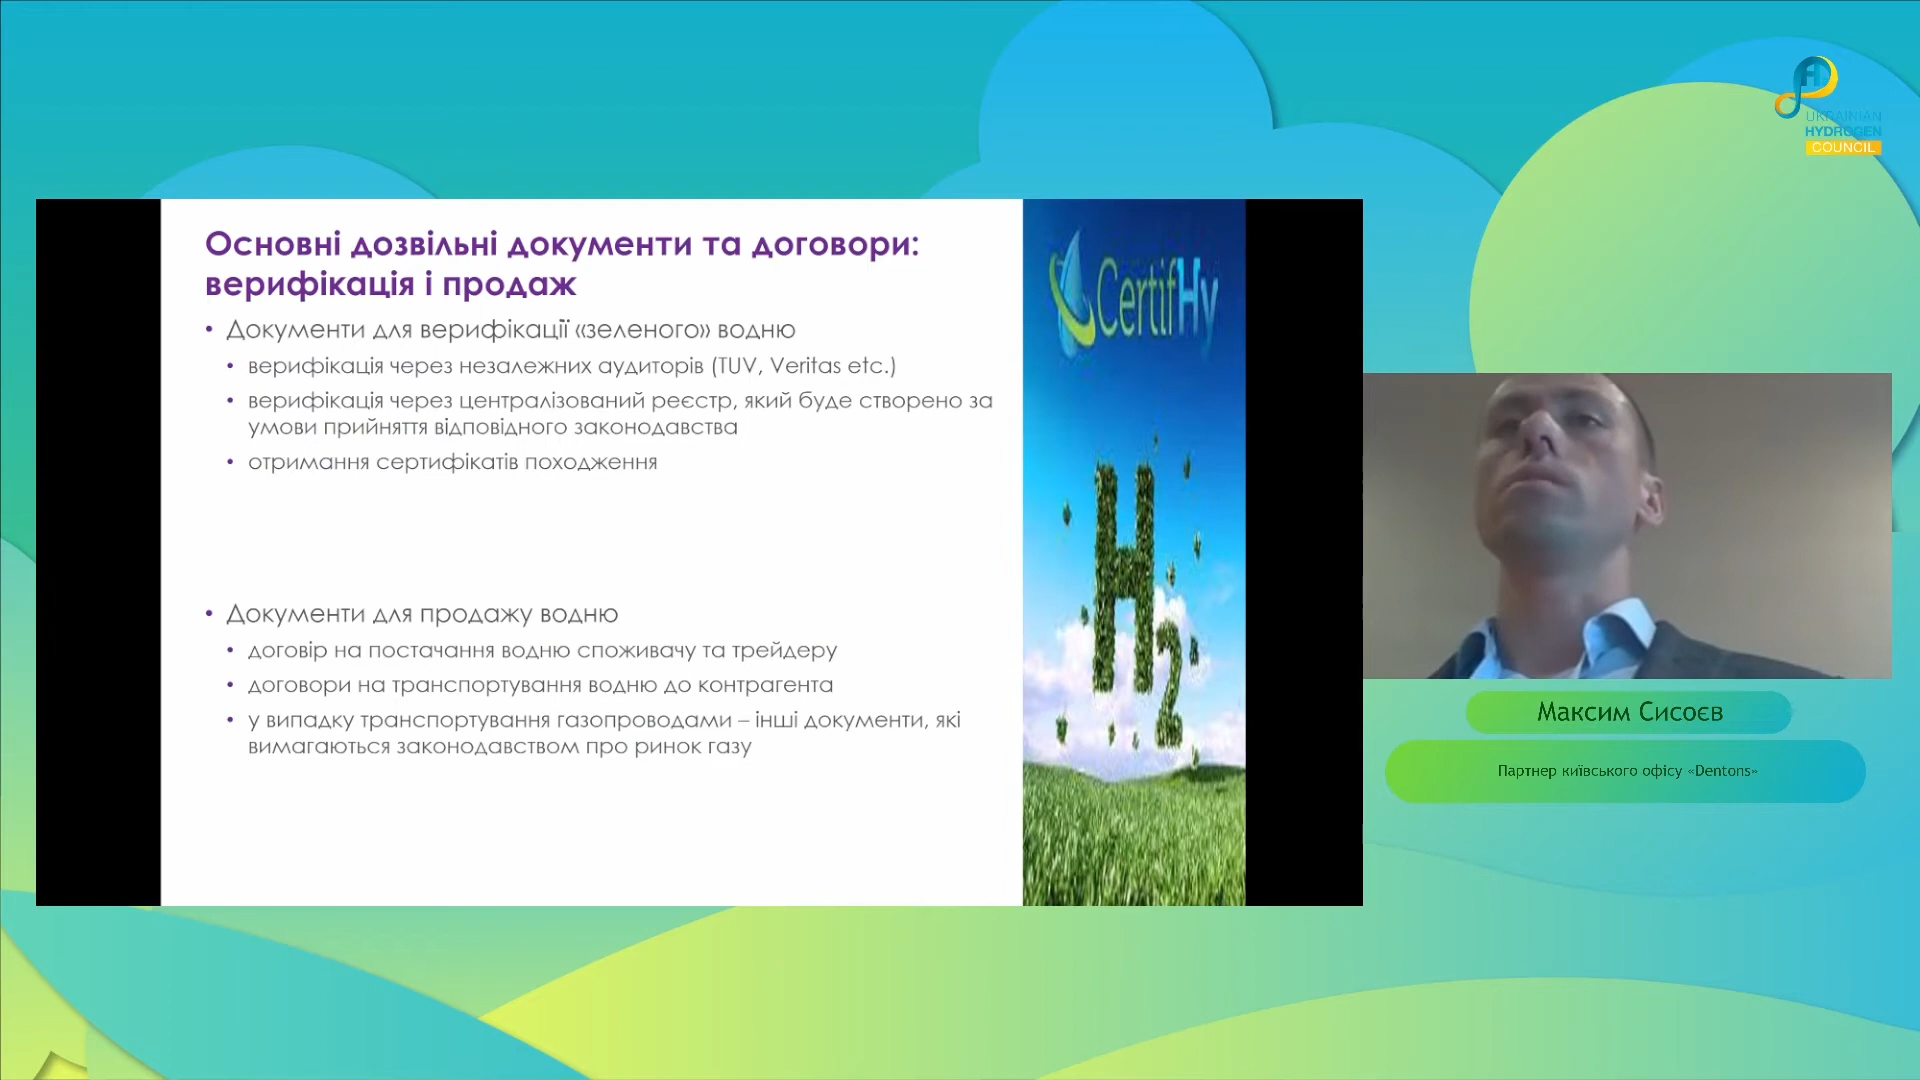 UKRAINIAN
HYDROGEN
COUNCIL
Основні дозвільні документи та договори:
верифікація і продаж
• Документи для верифікації «зеленого» водню
• верифікація через незалежних аудиторів (TUV, Veritas etc.)
• верифікація через централізований реєстр, який буде створено за
умови прийняття відповідного законодавства
• отримання сертифікатів походження
• Документи для продажу водню
• договір на постачання водню споживачу та трейдеру
• договори на транспортування водню до контрагента
• у випадку транспортування газопроводами – інші документи, які
вимагаються законодавством про ринок газу
CertifHy
H2
Максим Сисоєв
Партнер київського офісу «Dentons»